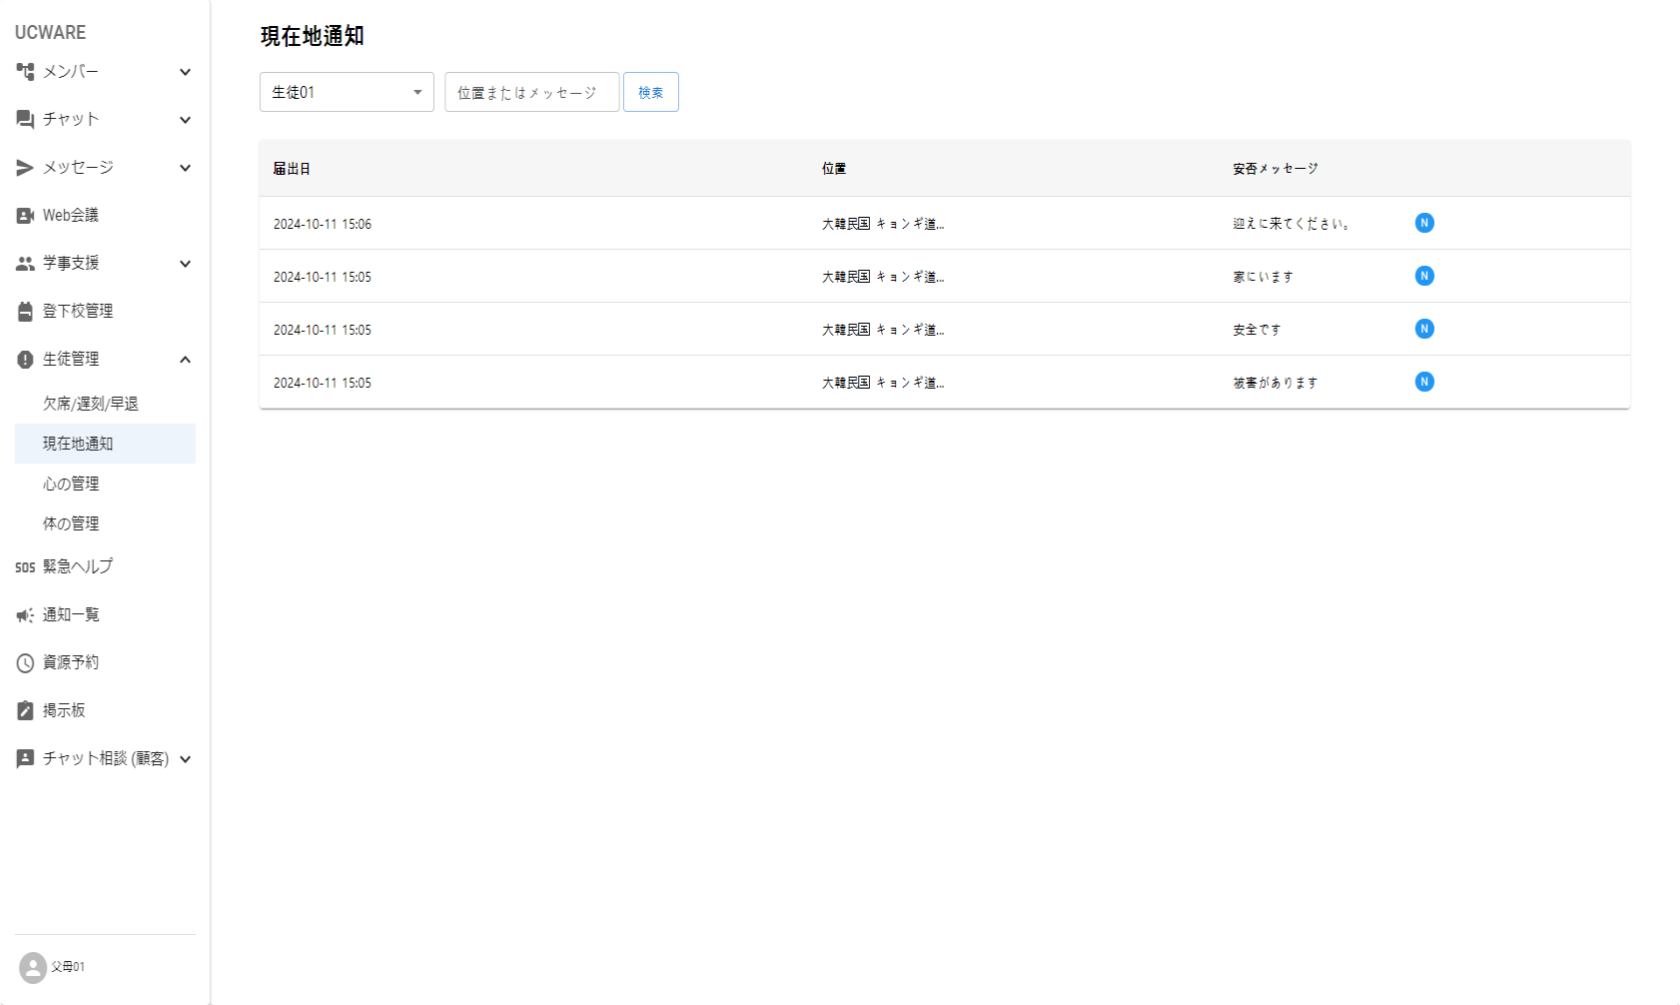 UCWARE
メンバー
チャット
メッセージ
Web会議
学事支援
登下校管理
生徒管理
欠席/遅刻/早退
現在地通知
心の管理
体の管理
SOS 緊急ヘルプ
通知一覧
資源予約
掲示板
チャット相談 (顧客)
父母01
現在地通知
生徒01 位置またはメッセージ 検索
届出日 位置 安否メッセージ
2024-10-11 15:06 大韓民国 キョンギ道... 迎えに来てください。 N
2024-10-11 15:05 大韓民国 キョンギ道... 家にいます N
2024-10-11 15:05 大韓民国 キョンギ道... 安全です N
2024-10-11 15:05 大韓民国 キョンギ道... 被害があります N